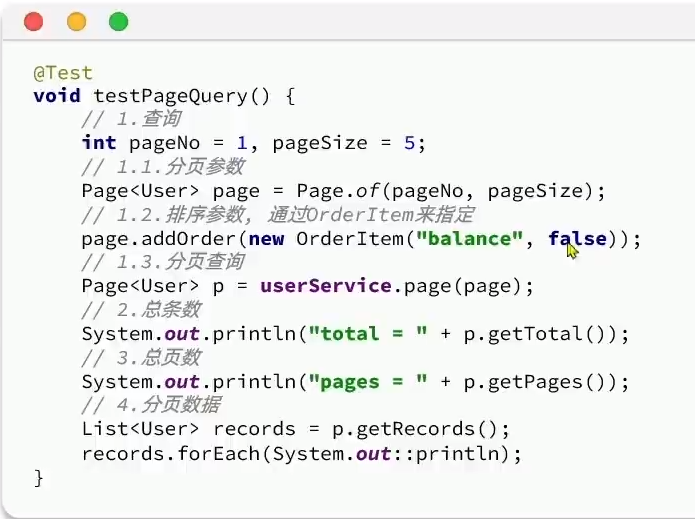 @Test
void testPageQuery() {
    // 1.查询
    int pageNo = 1, pageSize = 5;
    // 1.1.分页参数
    Page<User> page = Page.of(pageNo, pageSize);
    // 1.2.排序参数, 通过OrderItem来指定
    page.addOrder(new OrderItem("balance", false));
    // 1.3.分页查询
    Page<User> p = userService.page(page);
    // 2.总条数
    System.out.println("total = " + p.getTotal());
    // 3.总页数
    System.out.println("pages = " + p.getPages());
    // 4.分页数据
    List<User> records = p.getRecords();
    records.forEach(System.out::println);
}